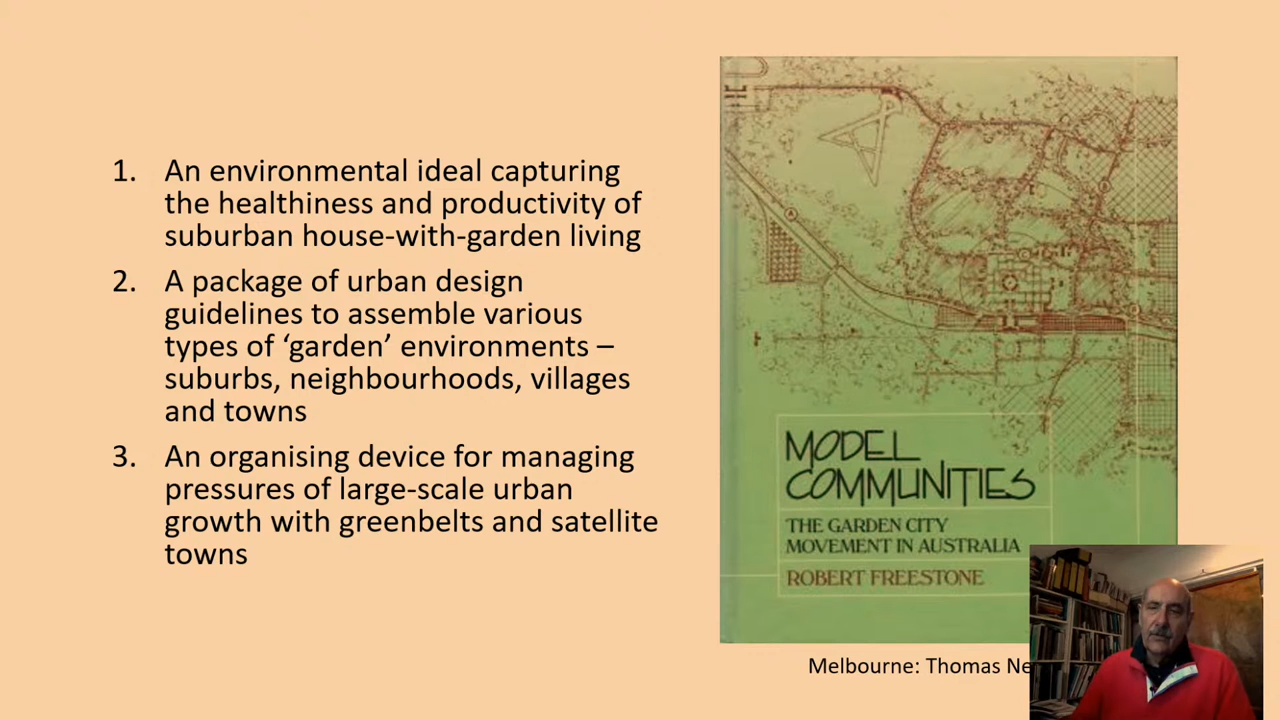 1. An environmental ideal capturing
the healthiness and productivity of
suburban house-with-garden living
2. A package of urban design
guidelines to assemble various
types of ‘garden’ environments –
suburbs, neighbourhoods, villages
and towns
3. An organising device for managing
pressures of large-scale urban
growth with greenbelts and satellite
towns
MODEL
COMMUNITIES
THE GARDEN CITY
MOVEMENT IN AUSTRALIA
ROBERT FREESTONE
Melbourne: Thomas